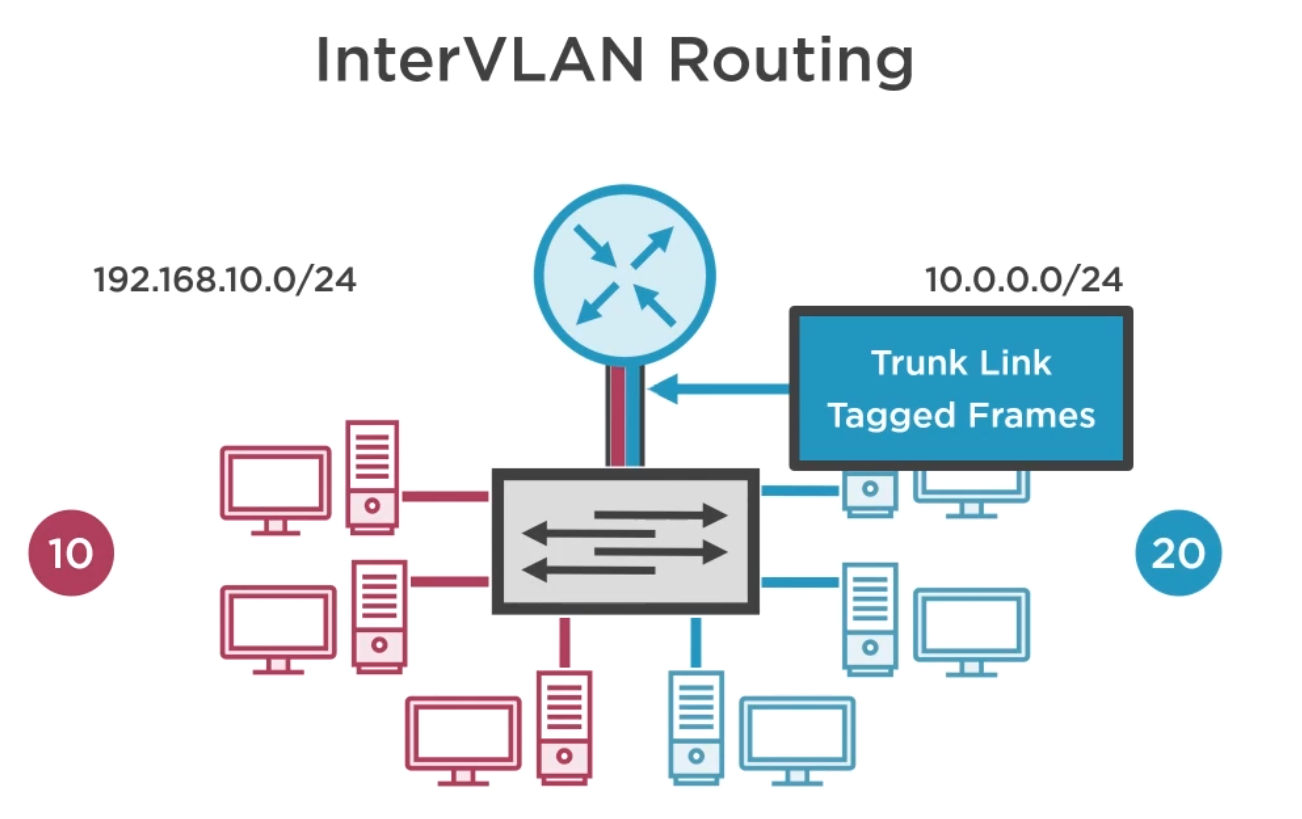 InterVLAN Routing
192.168.10.0/24
10.0.0.0/24
Trunk Link
Tagged Frames
10
20